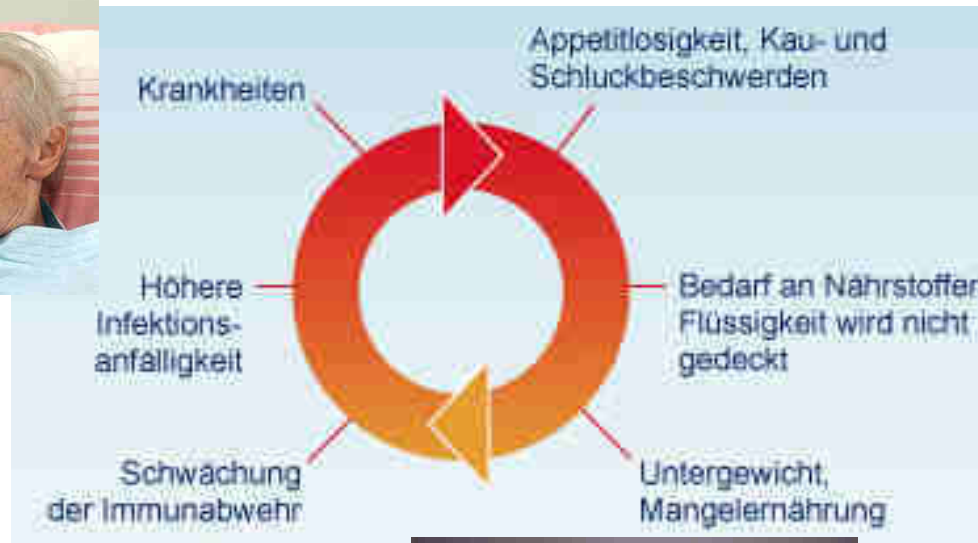 Appetitlosigkeit, Kau- und
Schluckbeschwerden
Krankheiten
Bedarf an Nährstoffen
Flüssigkeit wird nicht
gedeckt
Höhere
Infektions-
anfälligkeit
Untergewicht,
Mangelernährung
Schwächung
der Immunabwehr